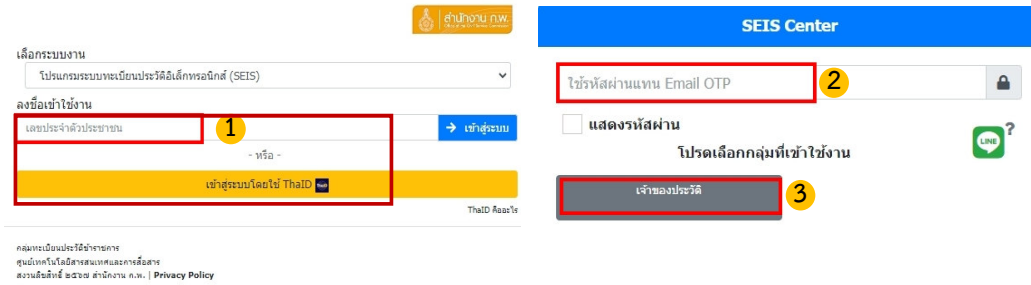 สำนักงาน ก.พ.
เลือกระบบงาน
โปรแกรมระบบทะเบียนประวัติอิเล็กทรอนิกส์ (SEIS)
ลงชื่อเข้าใช้งาน
เลขประจำตัวประชาชน
1
→ เข้าสู่ระบบ
- หรือ -
เข้าสู่ระบบโดยใช้ ThaID
ThaID คืออะไร
กลุ่มทะเบียนประวัติข้าราชการ
ศูนย์เทคโนโลยีสารสนเทศและการสื่อสาร
สงวนลิขสิทธิ์ ๒๕๖๗ สำนักงาน ก.พ. | Privacy Policy
SEIS Center
ใช้รหัสผ่านแทน Email OTP
2
แสดงรหัสผ่าน
LINE
?
โปรดเลือกกลุ่มที่เข้าใช้งาน
เจ้าของประวัติ
3